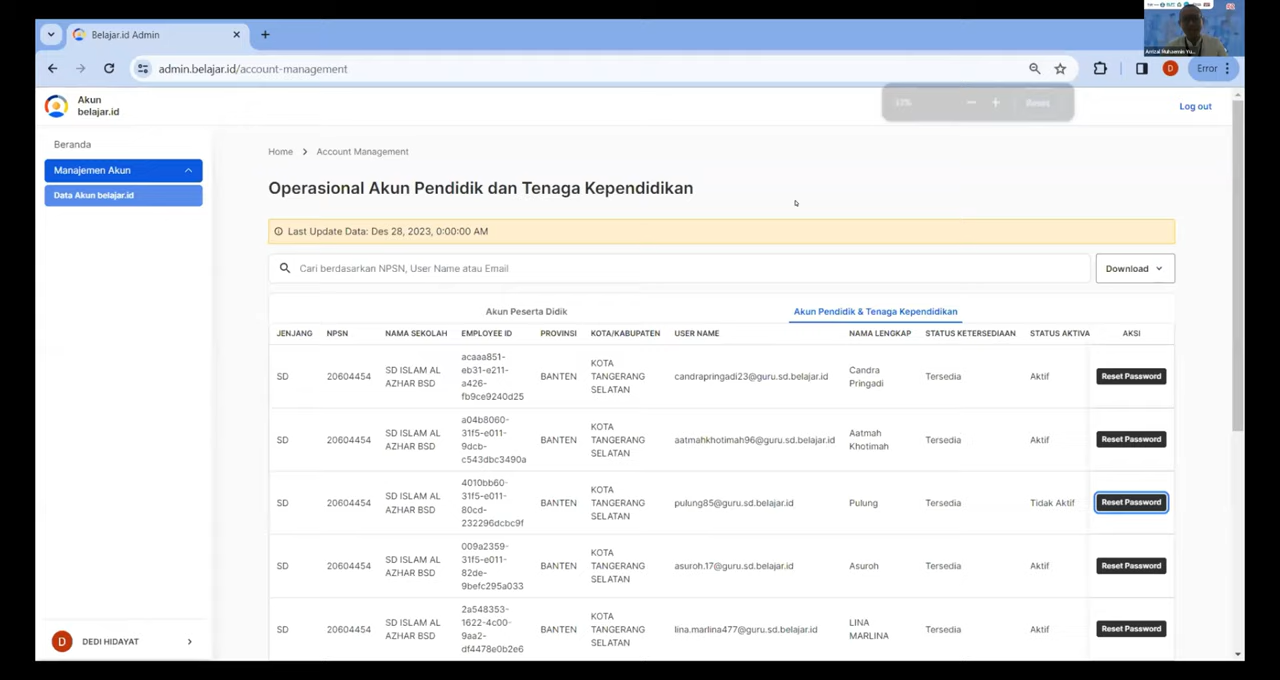 Belajar.id Admin
admin.belajar.id/account-management
Error
Akun
belajar.id
Log out
Beranda
Manajemen Akun
Data Akun belajar.id
Home > Account Management
Operasional Akun Pendidik dan Tenaga Kependidikan
Last Update Data: Des 28, 2023, 0:00:00 AM
Cari berdasarkan NPSN, User Name atau Email
Download
Akun Peserta Didik
Akun Pendidik & Tenaga Kependidikan
JENJANG NPSN NAMA SEKOLAH EMPLOYEE ID PROVINSI KOTA/KABUPATEN USER NAME NAMA LENGKAP STATUS KETERSEDIAAN STATUS AKTIVA AKSI
SD
20604454
SD ISLAM AL
AZHAR BSD
acaaa851-
eb31-e211-
a426-
fb9ce9240d25
BANTEN
KOTA
TANGERANG
SELATAN
candrapringadi23@guru.sd.belajar.id
Candra
Pringadi
Tersedia
Aktif
Reset Password
SD
20604454
SD ISLAM AL
AZHAR BSD
a04b8060-
31f5-e011-
9dcb-
c543dbc3490a
BANTEN
KOTA
TANGERANG
SELATAN
aatmahkhotimah96@guru.sd.belajar.id
Aatmah
Khotimah
Tersedia
Aktif
Reset Password
SD
20604454
SD ISLAM AL
AZHAR BSD
4010bb60-
31f5-e011-
80cd-
232296dcbc9f
BANTEN
KOTA
TANGERANG
SELATAN
pulung85@guru.sd.belajar.id
Pulung
Tersedia
Tidak Aktif
Reset Password
SD
20604454
SD ISLAM AL
AZHAR BSD
009a2359-
31f5-e011-
82de-
9befc295a033
BANTEN
KOTA
TANGERANG
SELATAN
asuroh.17@guru.sd.belajar.id
Asuroh
Tersedia
Aktif
Reset Password
SD
20604454
SD ISLAM AL
AZHAR BSD
2a548353-
1622-4c00-
9aa2-
df4478e0b2e6
BANTEN
KOTA
TANGERANG
SELATAN
lina.marlina477@guru.sd.belajar.id
LINA
MARLINA
Tersedia
Aktif
Reset Password
D
DEDI HIDAYAT